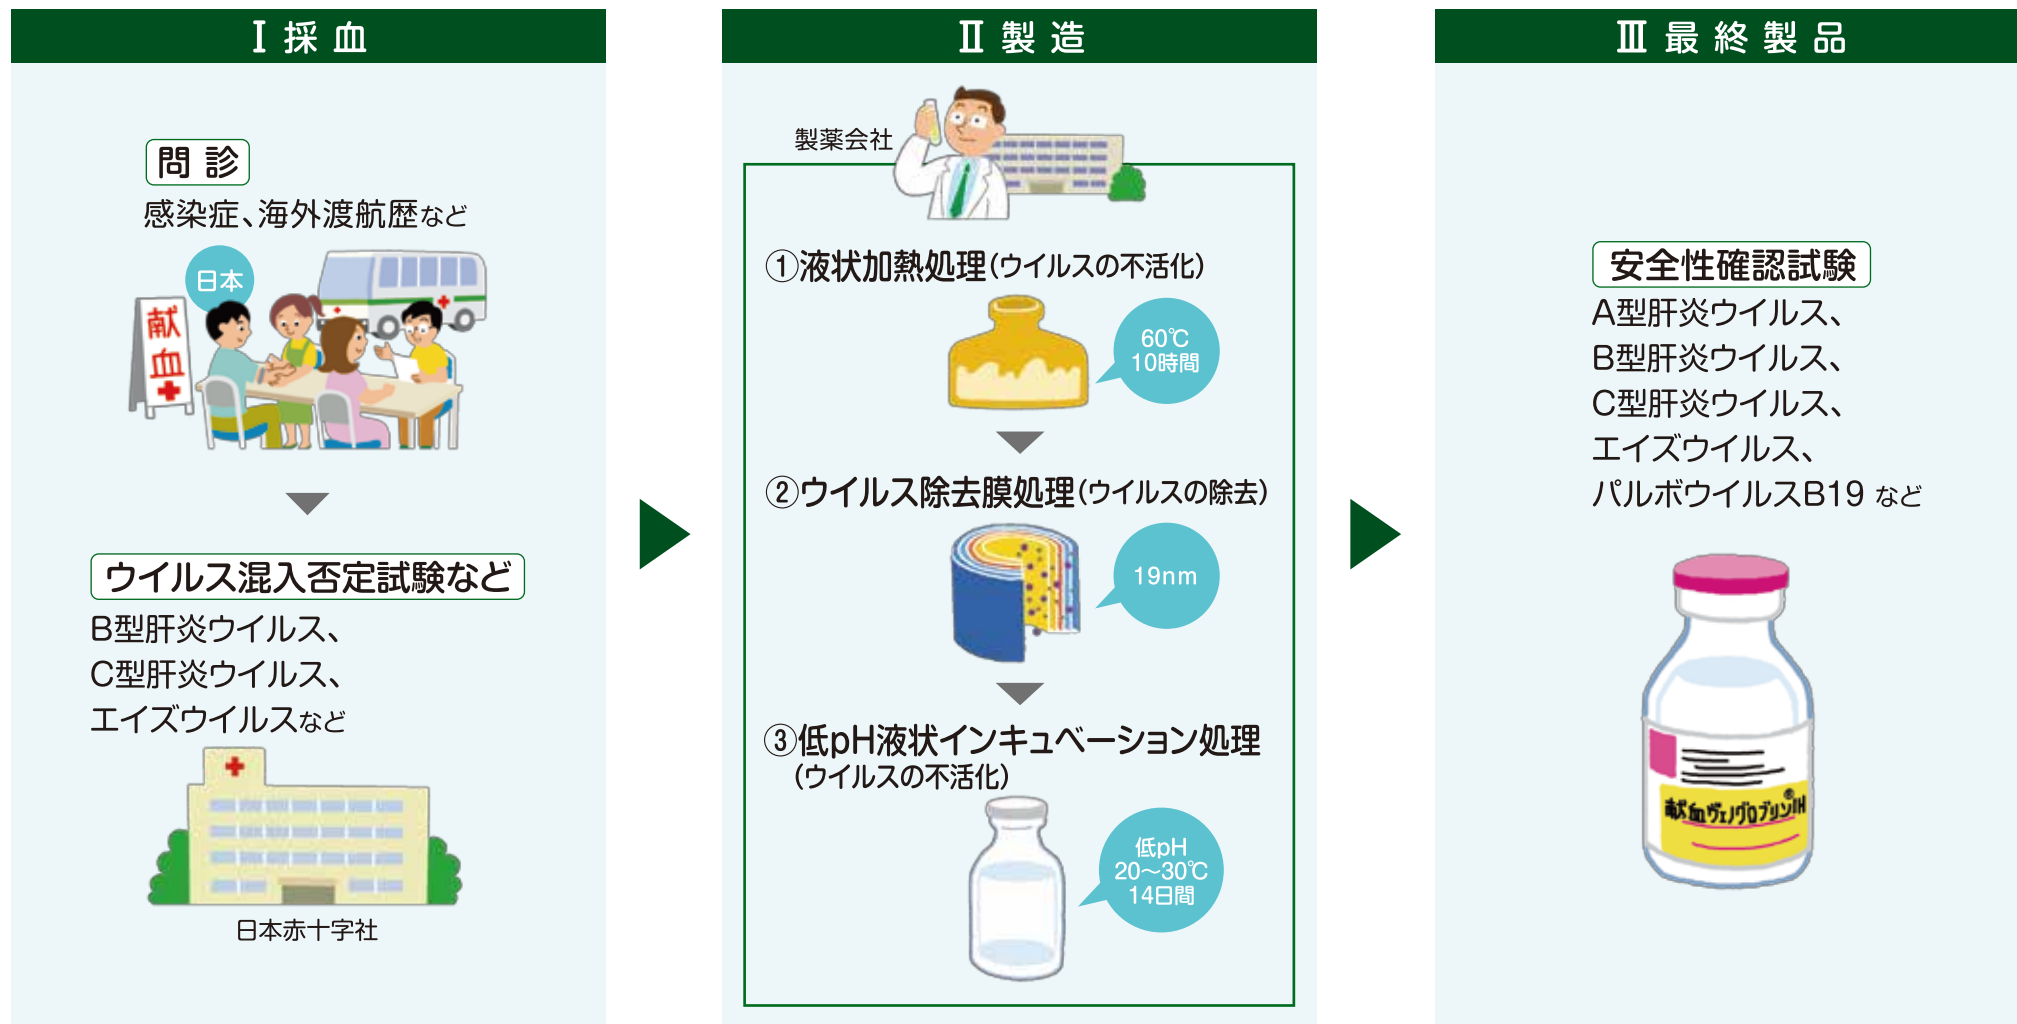 Ⅰ 採 血
問 診
感染症、海外渡航歴など
日本
献
血
ウイルス混入否定試験など
B型肝炎ウイルス、
C型肝炎ウイルス、
エイズウイルスなど
日本赤十字社
Ⅱ 製 造
製薬会社
①液状加熱処理(ウイルスの不活化)
60℃
10時間
②ウイルス除去膜処理(ウイルスの除去)
19nm
③低pH液状インキュベーション処理
(ウイルスの不活化)
低pH
20〜30℃
14日間
Ⅲ 最 終 製 品
安全性確認試験
A型肝炎ウイルス、
B型肝炎ウイルス、
C型肝炎ウイルス、
エイズウイルス、
パルボウイルスB19 など
献血ヴェノグロブリン®IH